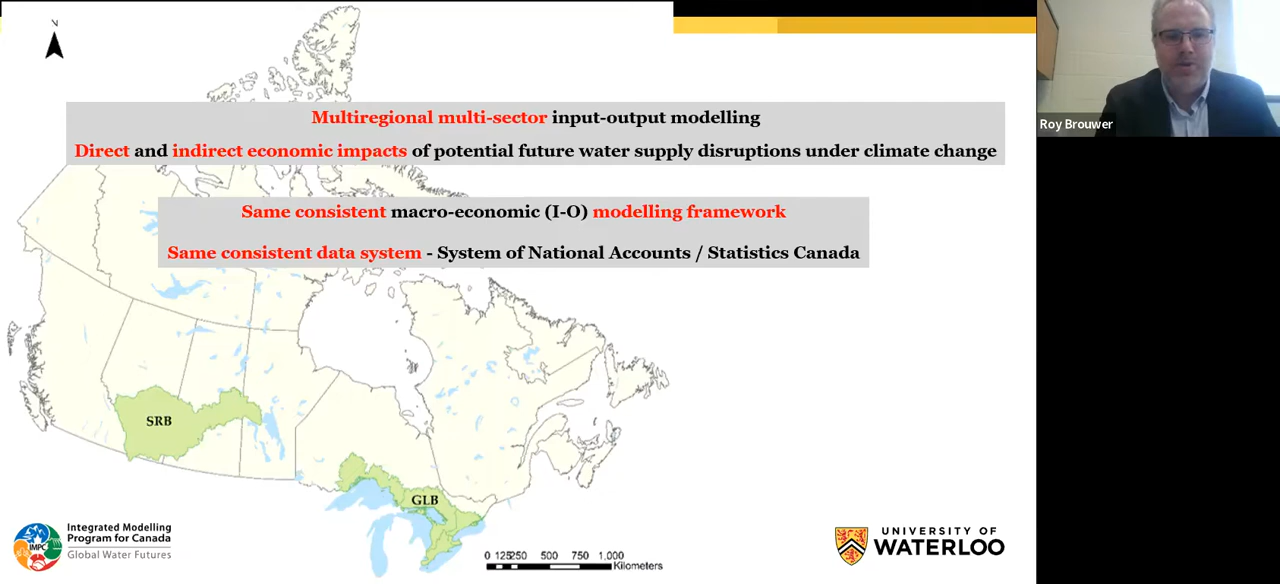 N
Multiregional multi-sector input-output modelling
Direct and indirect economic impacts of potential future water supply disruptions under climate change
Same consistent macro-economic (I-O) modelling framework
Same consistent data system - System of National Accounts / Statistics Canada
Roy Brouwer
SRB
GLB
IMPC
Integrated Modelling
Program for Canada
Global Water Futures
0 125250 500 750 1,000
Kilometers
UNIVERSITY OF
WATERLOO